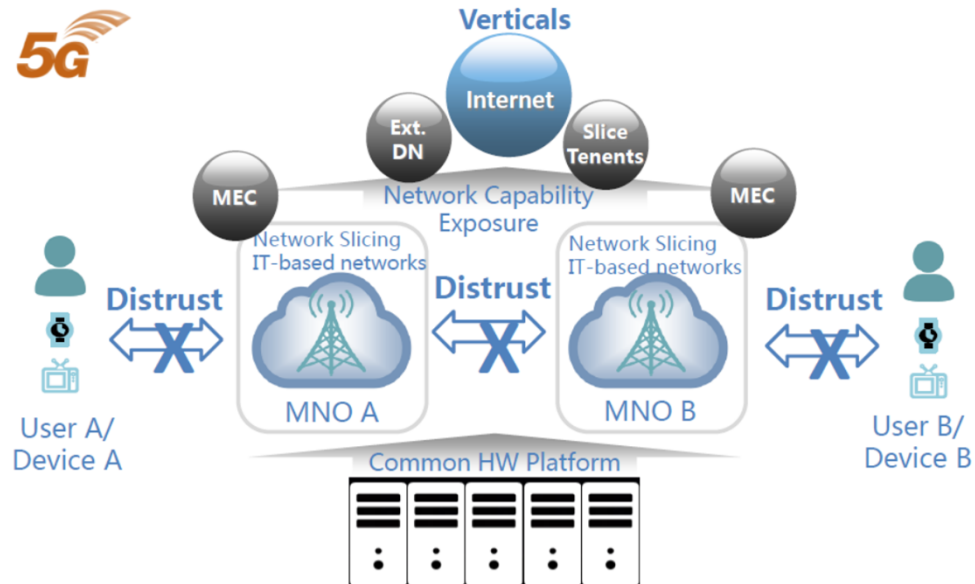 5G
Verticals
Internet
Ext.
DN
Slice
Tenents
MEC
MEC
Network Capability
Exposure
Network Slicing
IT-based networks
Network Slicing
IT-based networks
Distrust
X
Distrust
X
Distrust
X
MNO A
MNO B
User A/
Device A
User B/
Device B
Common HW Platform